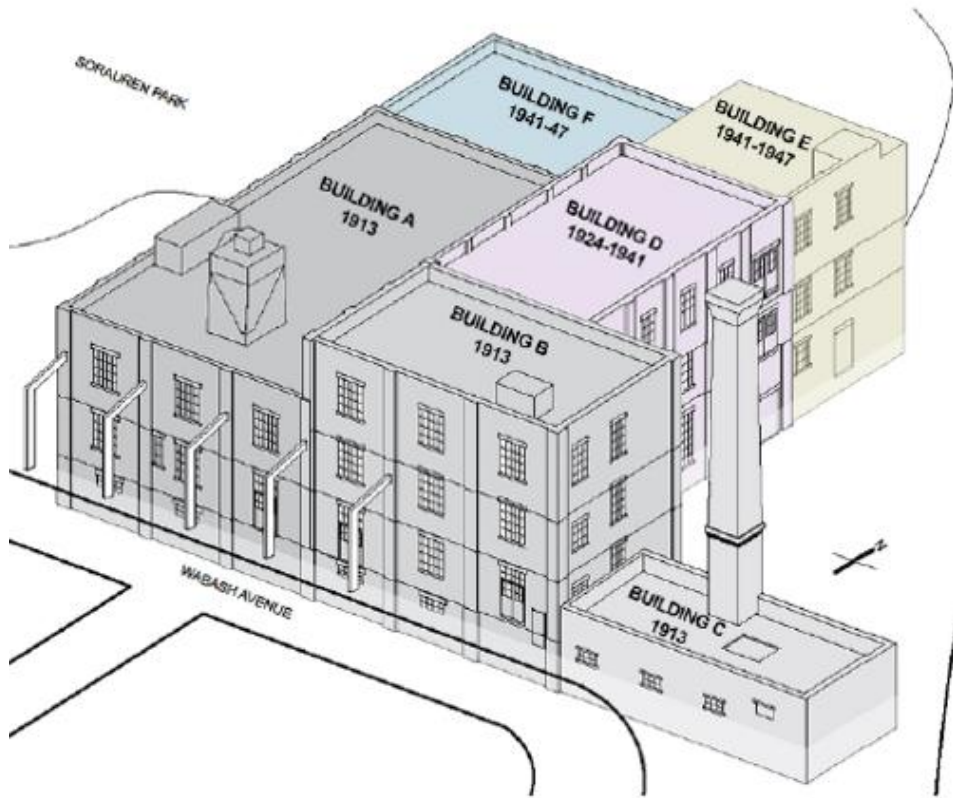 SORAUREN PARK
BUILDING F
1941-47
BUILDING E
1941-1947
BUILDING A
1913
BUILDING D
1924-1941
BUILDING B
1913
N
WABASH AVENUE
BUILDING C
1913